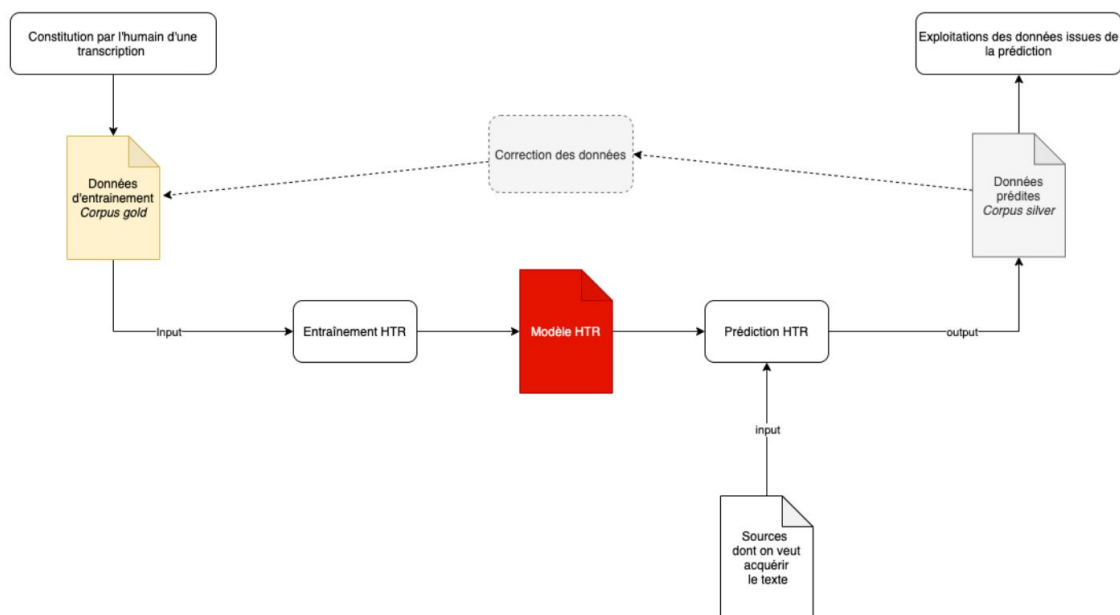 Constitution par l'humain d'une
transcription
Exploitations des données issues de
la prédiction
Données
d'entrainement
Corpus gold
Correction des données
Données
prédites
Corpus silver
Input
Entraînement HTR
Modèle HTR
Prédiction HTR
output
input
Sources
dont on veut
acquérir
le texte